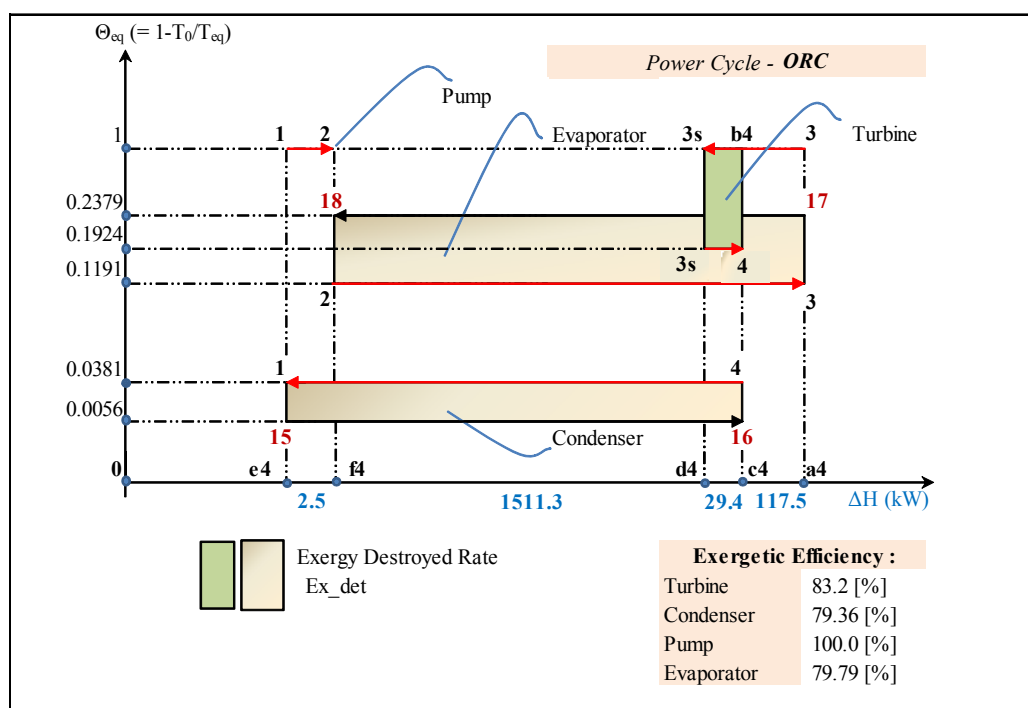 Θeq (= 1-T0/Teq)
Power Cycle - ORC
Pump
Evaporator
Turbine
1
1 2 3s b4 3
0.2379
18 17
0.1924
3s 4
0.1191
2 3
0.0381
1 4
0.0056
15 Condenser 16
0 e4 f4 d4 c4 a4
2.5 1511.3 29.4 117.5 ΔH (kW)
Exergy Destroyed Rate
Ex_det
Exergetic Efficiency :
Turbine 83.2 [%]
Condenser 79.36 [%]
Pump 100.0 [%]
Evaporator 79.79 [%]